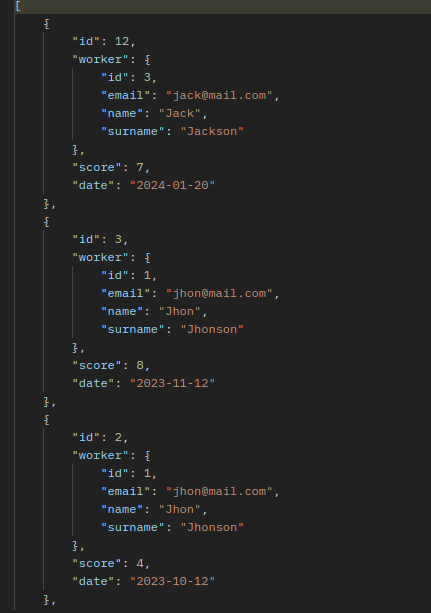 [
{
"id": 12,
"worker": {
"id": 3,
"email": "jack@mail.com",
"name": "Jack",
"surname": "Jackson"
},
"score": 7,
"date": "2024-01-20"
},
{
"id": 3,
"worker": {
"id": 1,
"email": "jhon@mail.com",
"name": "Jhon",
"surname": "Jhonson"
},
"score": 8,
"date": "2023-11-12"
},
{
"id": 2,
"worker": {
"id": 1,
"email": "jhon@mail.com",
"name": "Jhon",
"surname": "Jhonson"
},
"score": 4,
"date": "2023-10-12"
},